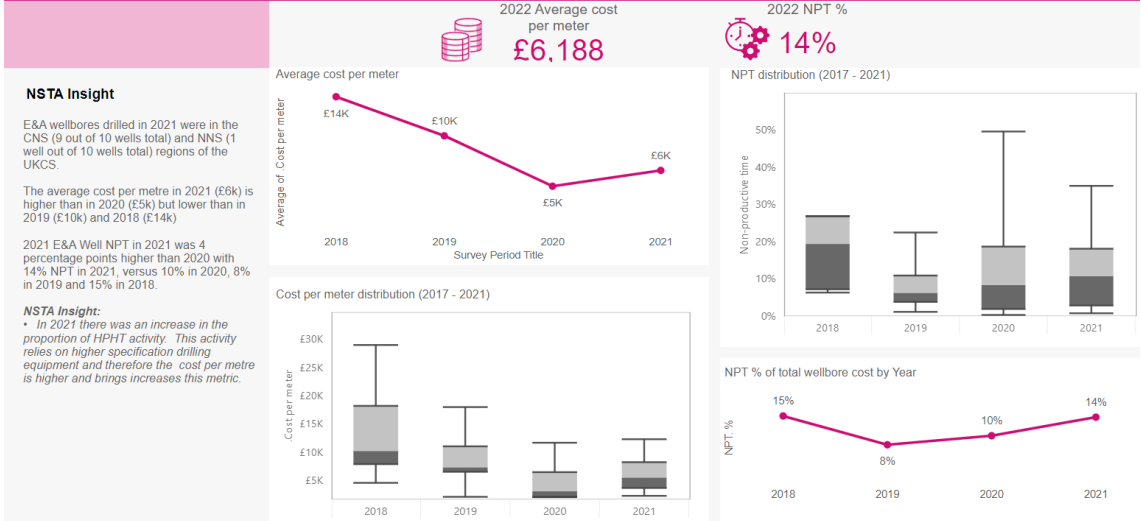 2022 Average cost
per meter
£6,188
2022 NPT %
14%
NSTA Insight
E&A wellbores drilled in 2021 were in the
CNS (9 out of 10 wells total) and NNS (1
well out of 10 wells total) regions of the
UKCS.
The average cost per metre in 2021 (£6k) is
higher than in 2020 (£5k) but lower than in
2019 (£10k) and 2018 (£14k)
2021 E&A Well NPT in 2021 was 4
percentage points higher than 2020 with
14% NPT in 2021, versus 10% in 2020, 8%
in 2019 and 15% in 2018.
NSTA Insight:
• In 2021 there was an increase in the
proportion of HPHT activity. This activity
relies on higher specification drilling
equipment and therefore the cost per metre
is higher and brings increases this metric.
Average cost per meter
Average of .Cost per meter
£14K
£10K
£5K
£6K
2018 2019 2020 2021
Survey Period Title
Cost per meter distribution (2017 - 2021)
.Cost per meter
£30K
£25K
£20K
£15K
£10K
£5K
2018 2019 2020 2021
NPT distribution (2017 - 2021)
Non-productive time
50%
40%
30%
20%
10%
0%
2018 2019 2020 2021
NPT % of total wellbore cost by Year
NPT. %
15%
8%
10%
14%
2018 2019 2020 2021